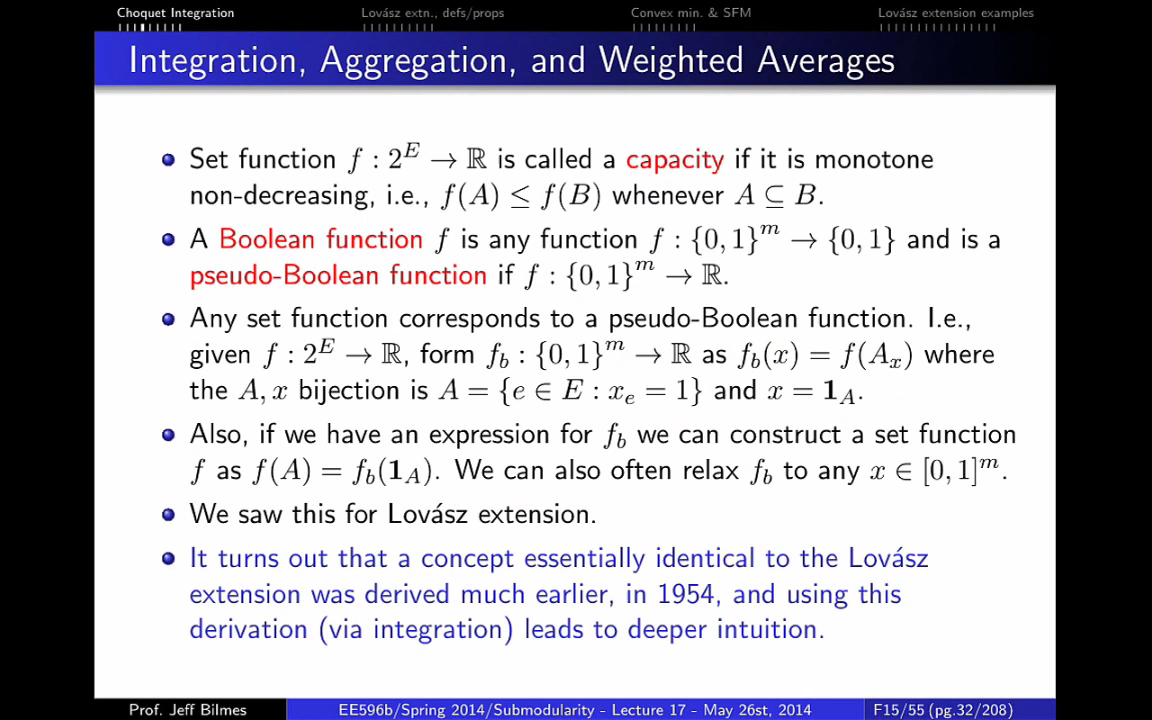 Choquet Integration Lovász extn., defs/props Convex min. & SFM Lovász extension examples
Integration, Aggregation, and Weighted Averages
Set function f : 2^E → ℝ is called a capacity if it is monotone
non-decreasing, i.e., f(A) ≤ f(B) whenever A ⊆ B.
A Boolean function f is any function f : {0, 1}^m → {0, 1} and is a
pseudo-Boolean function if f : {0, 1}^m → ℝ.
Any set function corresponds to a pseudo-Boolean function. I.e.,
given f : 2^E → ℝ, form f_b : {0, 1}^m → ℝ as f_b(x) = f(A_x) where
the A, x bijection is A = {e ∈ E : x_e = 1} and x = 1_A.
Also, if we have an expression for f_b we can construct a set function
f as f(A) = f_b(1_A). We can also often relax f_b to any x ∈ [0, 1]^m.
We saw this for Lovász extension.
It turns out that a concept essentially identical to the Lovász
extension was derived much earlier, in 1954, and using this
derivation (via integration) leads to deeper intuition.
Prof. Jeff Bilmes EE596b/Spring 2014/Submodularity - Lecture 17 - May 26st, 2014 F15/55 (pg.32/208)